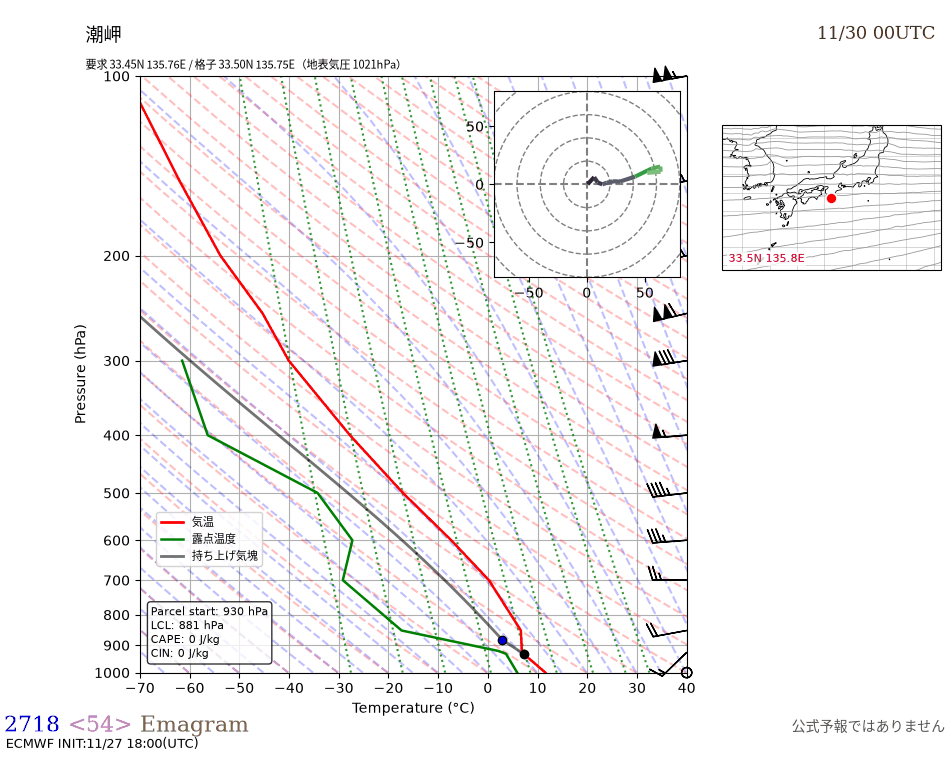 潮岬
11/30 00UTC
要求 33.45N 135.76E / 格子 33.50N 135.75E（地表気圧 1021hPa）
100
200
300
400
500
600
700
800
900
1000
Pressure (hPa)
50
0
−50
−50 0 50
33.5N 135.8E
気温
露点温度
持ち上げ気塊
Parcel start: 930 hPa
LCL: 881 hPa
CAPE: 0 J/kg
CIN: 0 J/kg
−70 −60 −50 −40 −30 −20 −10 0 10 20 30 40
Temperature (°C)
2718 <54> Emagram
公式予報ではありません
ECMWF INIT:11/27 18:00(UTC)